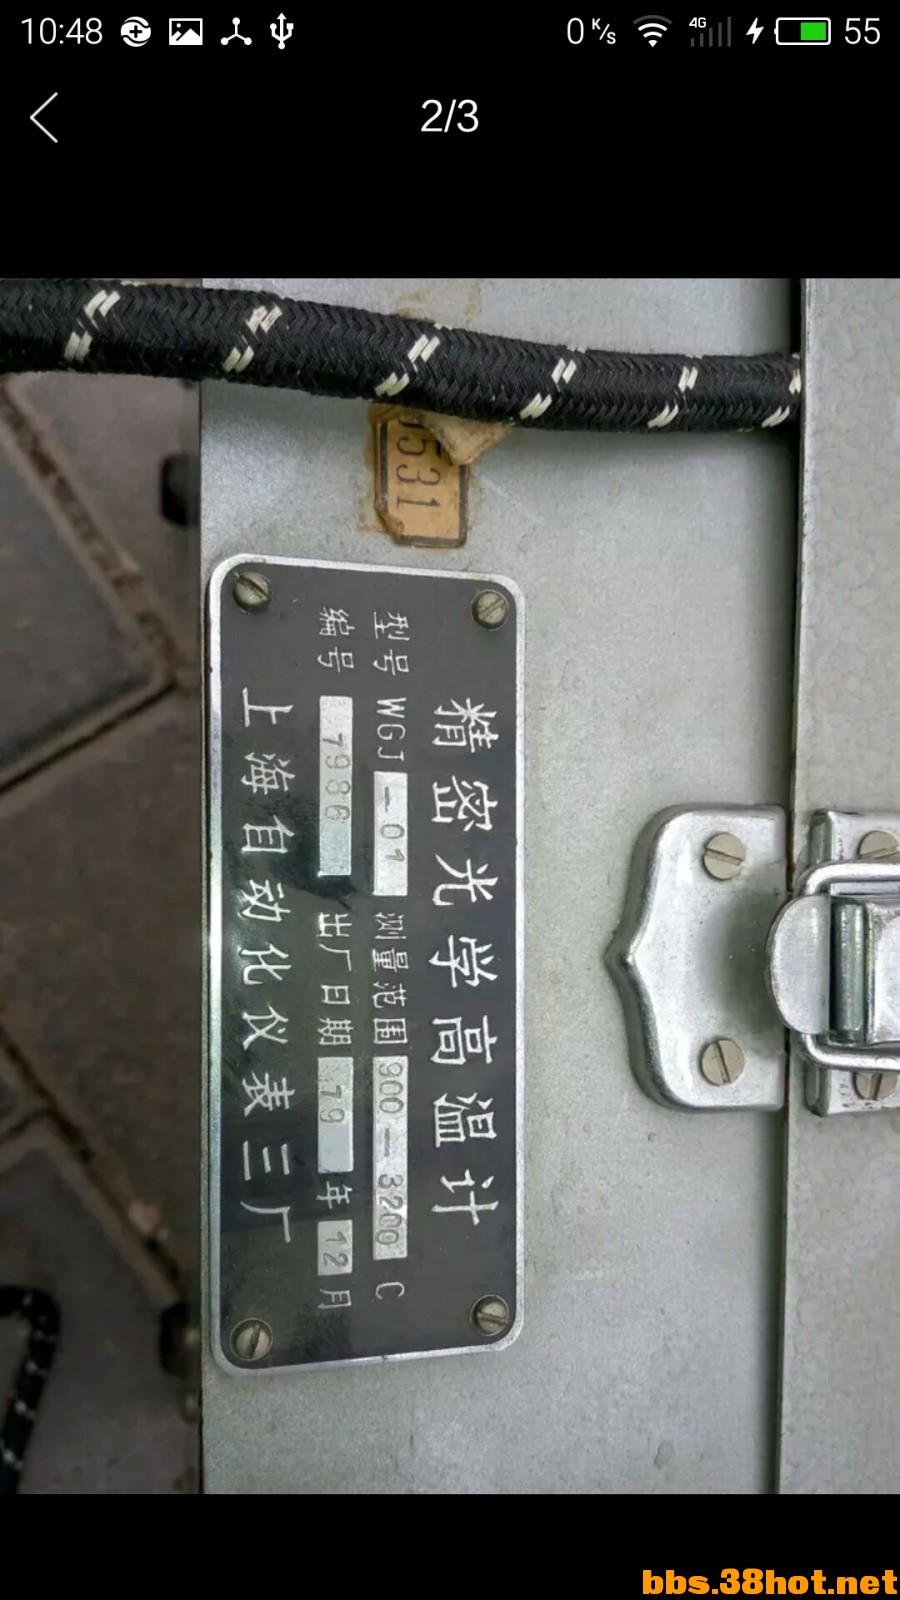 10:48
0 K/s
4G
55
2/3
531
精密光学高温计
型号 WGJ-01 测量范围 900-3200 C
编号 7986 出厂日期 79 年 12 月
上海自动化仪表三厂
bbs.38hot.net